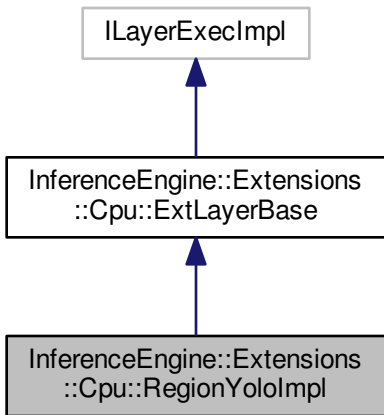 ILayerExecImpl
InferenceEngine::Extensions
::Cpu::ExtLayerBase
InferenceEngine::Extensions
::Cpu::RegionYoloImpl